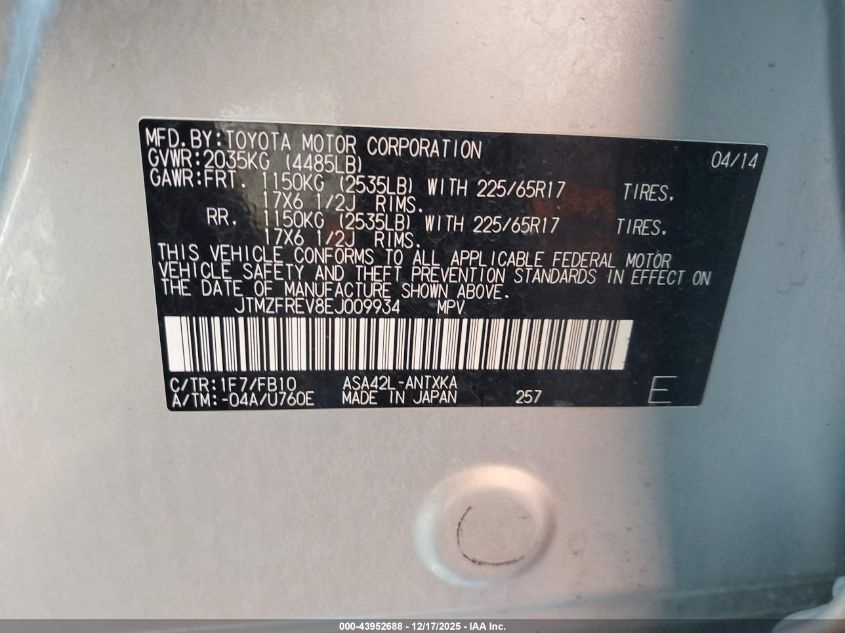 MFD.BY:TOYOTA MOTOR CORPORATION 04/14
GVWR:2035KG (4485LB)
GAWR:FRT. 1150KG (2535LB) WITH 225/65R17 TIRES.
17X6 1/2J RIMS.
RR. 1150KG (2535LB) WITH 225/65R17 TIRES.
17X6 1/2J RIMS.
THIS VEHICLE CONFORMS TO ALL APPLICABLE FEDERAL MOTOR
VEHICLE SAFETY AND THEFT PREVENTION STANDARDS IN EFFECT ON
THE DATE OF MANUFACTURE SHOWN ABOVE.
JTMZFREV8EJ009934 MPV
C/TR:1F7/FB10 ASA42L-ANTXKA
A/TM:-04A/U760E MADE IN JAPAN 257 E
000-43952688 - 12/17/2025 - IAA Inc.